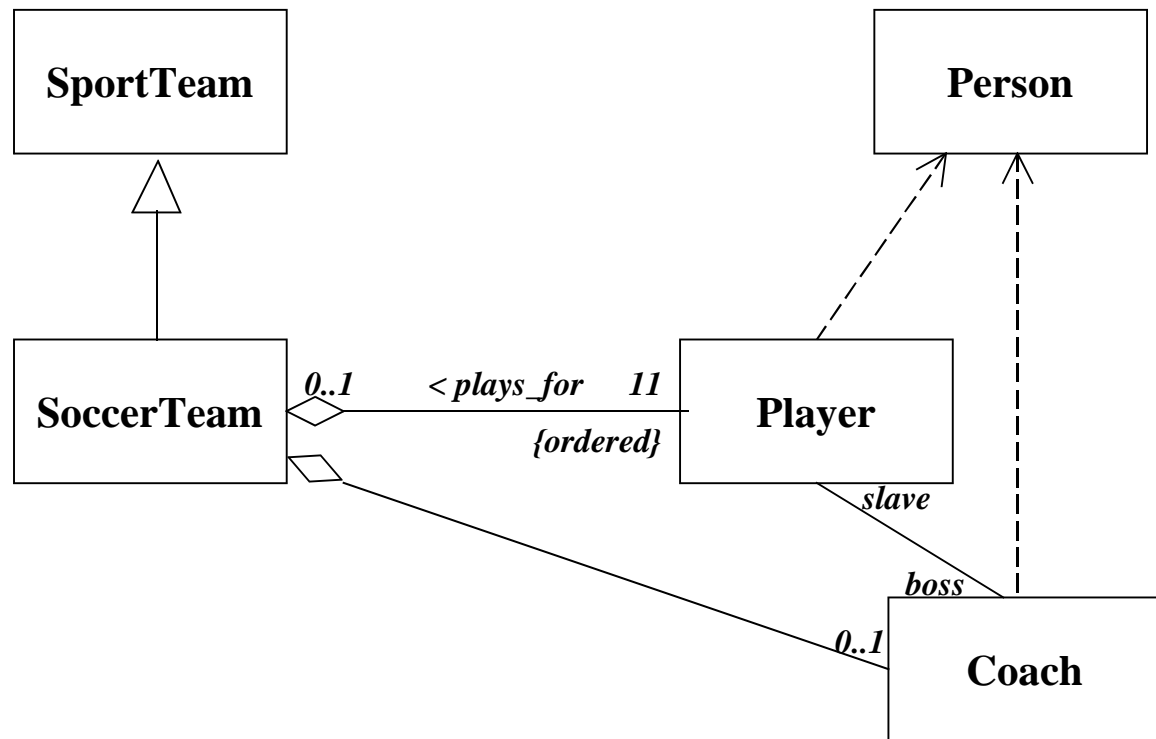 SportTeam
Person
SoccerTeam
0..1
< plays_for
11
{ordered}
Player
slave
boss
0..1
Coach